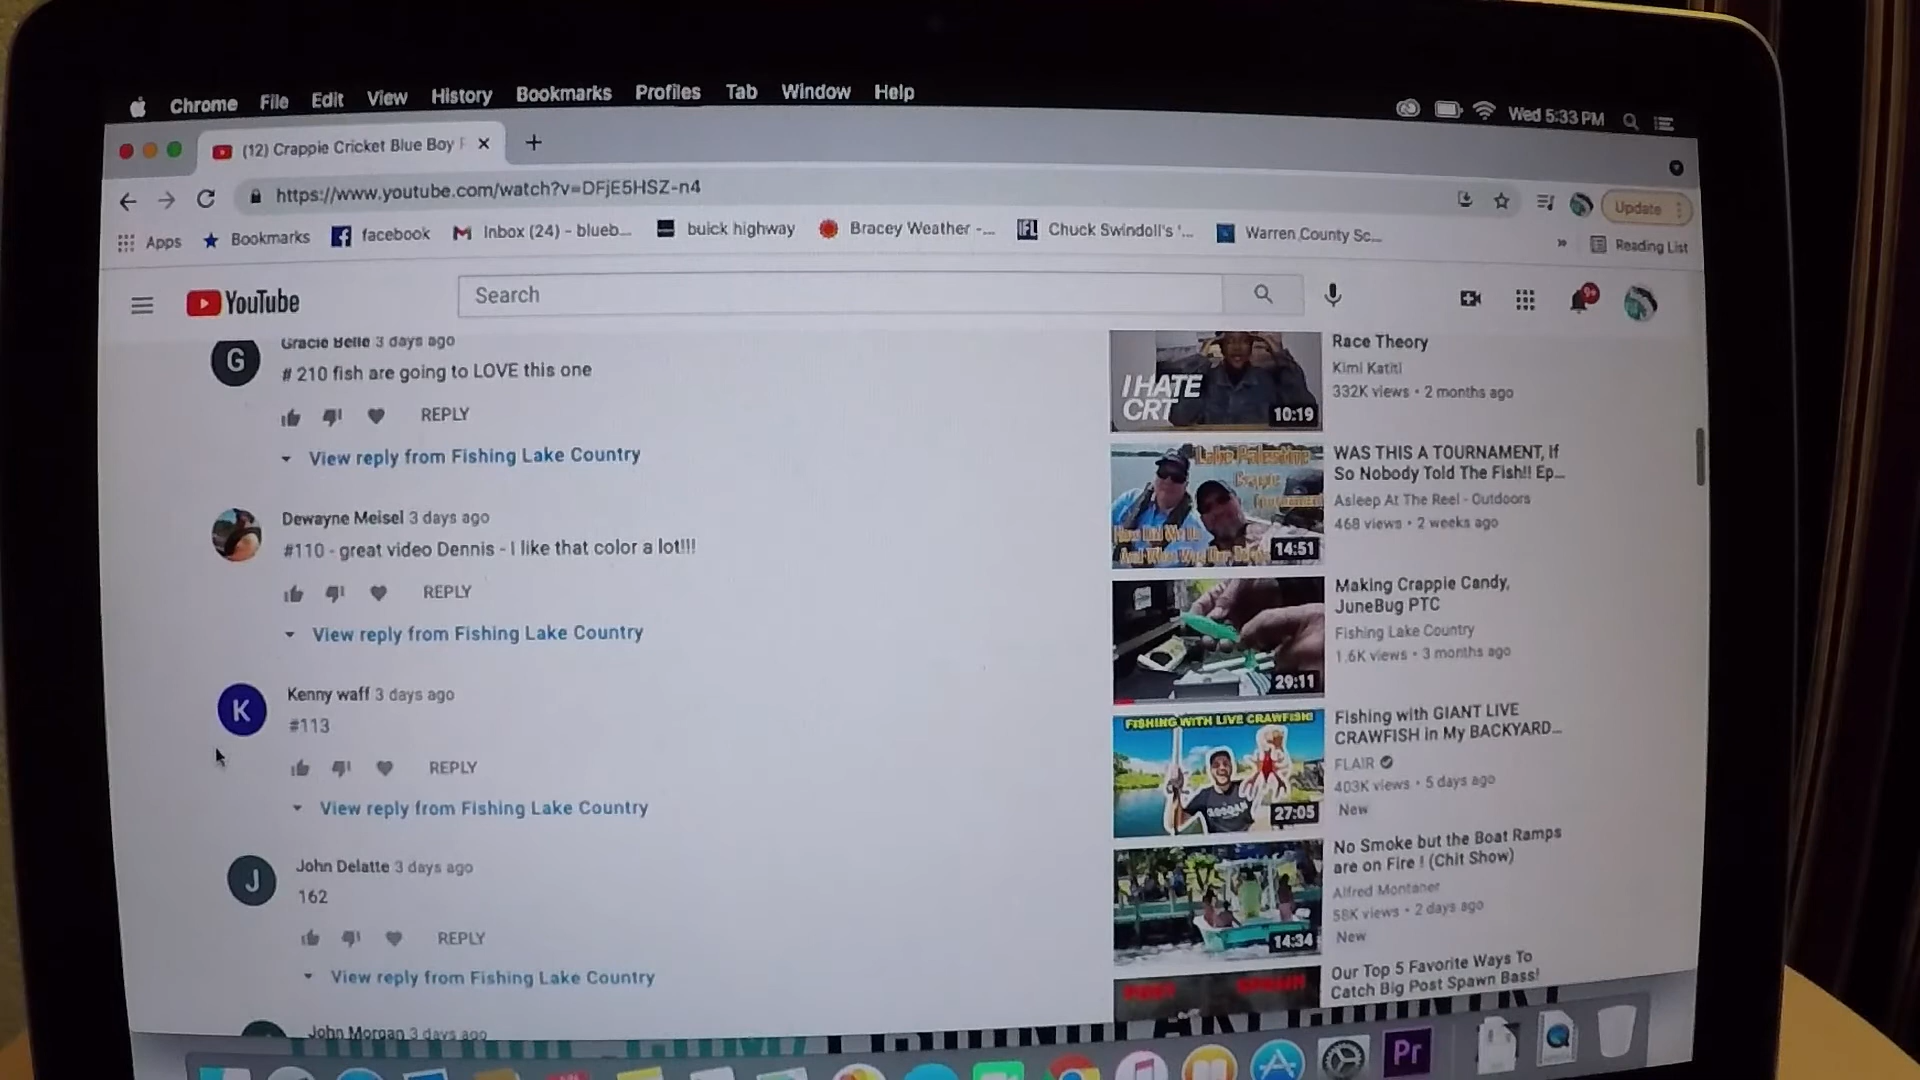 Chrome File Edit View History Bookmarks Profiles Tab Window Help
Wed 5:33 PM
(12) Crappie Cricket Blue Boy
https://www.youtube.com/watch?v=DFjE5HSZ-n4
Update
Apps Bookmarks facebook Inbox (24) - blueb... buick highway Bracey Weather -... Chuck Swindoll's '... Warren County Sc...
» Reading List
YouTube
Search
9+
Gracie Belle 3 days ago
# 210 fish are going to LOVE this one
REPLY
View reply from Fishing Lake Country
Dewayne Meisel 3 days ago
#110 - great video Dennis - I like that color a lot!!!
REPLY
View reply from Fishing Lake Country
K
Kenny waff 3 days ago
#113
REPLY
View reply from Fishing Lake Country
J
John Delatte 3 days ago
162
REPLY
View reply from Fishing Lake Country
John Morgan 3 days ago
G
I HATE
CRT
10:19
Race Theory
Kimi Katiti
332K views • 2 months ago
Lake Palestine
Crappie
Tournament
14:51
WAS THIS A TOURNAMENT, If
So Nobody Told The Fish!! Ep...
Asleep At The Reel - Outdoors
468 views • 2 weeks ago
29:11
Making Crappie Candy,
JuneBug PTC
Fishing Lake Country
1.6K views • 3 months ago
FISHING WITH LIVE CRAWFISH!
GOOGAN
27:05
Fishing with GIANT LIVE
CRAWFISH in My BACKYARD...
FLAIR
403K views • 5 days ago
New
14:34
No Smoke but the Boat Ramps
are on Fire ! (Chit Show)
Alfred Montaner
58K views • 2 days ago
New
Our Top 5 Favorite Ways To
Catch Big Post Spawn Bass!
POST SPAWN
Pr